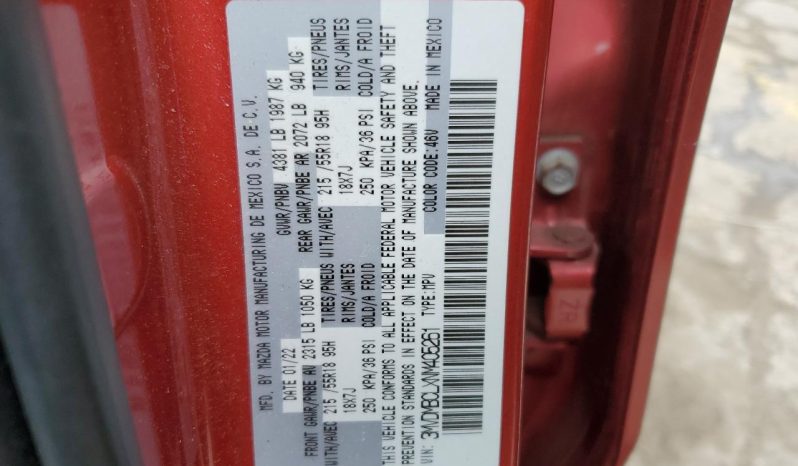 MFG. BY MAZDA MOTOR MANUFACTURING DE MEXICO S.A. DE C.V.
DATE 01/22 GVWR/PNBV 4381 LB 1987 KG
FRONT GAWR/PNBE AV 2315 LB 1050 KG REAR GAWR/PNBE AR 2072 LB 940 KG
WITH/AVEC 215 /55R18 95H TIRES/PNEUS WITH/AVEC 215 /55R18 95H TIRES/PNEUS
18X7J RIMS/JANTES 18X7J RIMS/JANTES
250 KPA/36 PSI COLD/A FROID 250 KPA/36 PSI COLD/A FROID
THIS VEHICLE CONFORMS TO ALL APPLICABLE FEDERAL MOTOR VEHICLE SAFETY AND THEFT
PREVENTION STANDARDS IN EFFECT ON THE DATE OF MANUFACTURE SHOWN ABOVE.
VIN: 3MVDMBCLXNM405261 TYPE:MPV COLOR CODE:46V MADE IN MEXICO